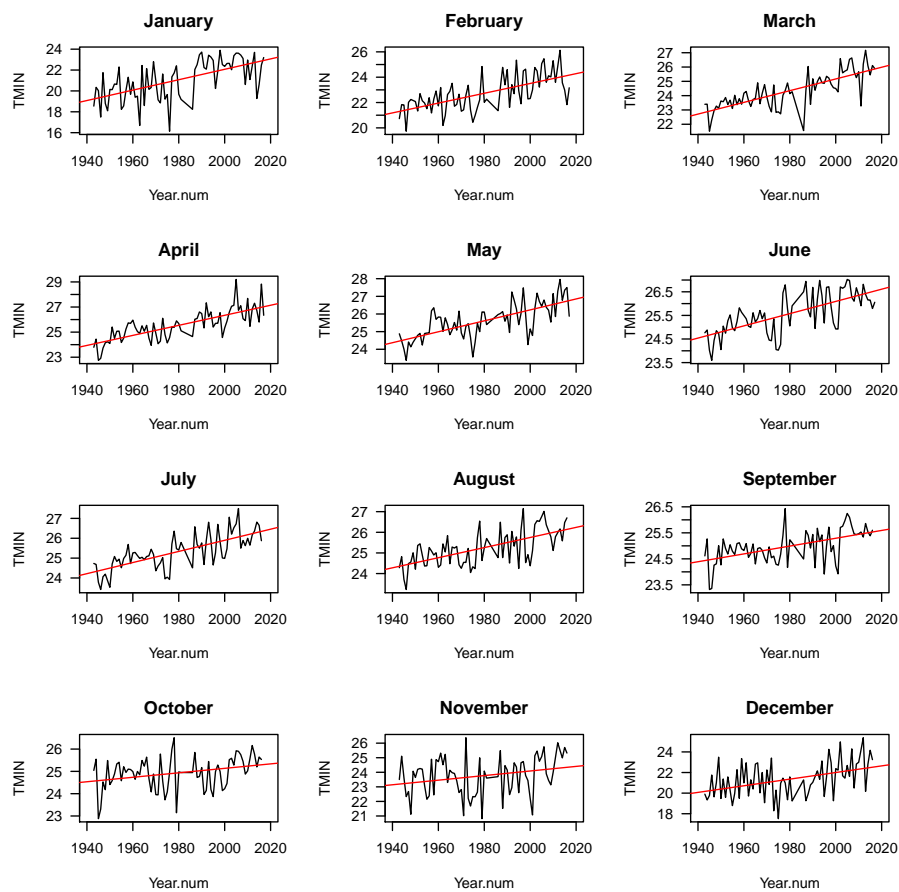 January February March
TMIN 24 22 20 18 16 TMIN 26 24 22 20 TMIN 27 26 25 24 23 22
1940 1960 1980 2000 2020 1940 1960 1980 2000 2020 1940 1960 1980 2000 2020
Year.num Year.num Year.num
April May June
TMIN 29 27 25 23 TMIN 28 27 26 25 24 TMIN 26.5 25.5 24.5 23.5
1940 1960 1980 2000 2020 1940 1960 1980 2000 2020 1940 1960 1980 2000 2020
Year.num Year.num Year.num
July August September
TMIN 27 26 25 24 TMIN 27 26 25 24 TMIN 26.5 25.5 24.5 23.5
1940 1960 1980 2000 2020 1940 1960 1980 2000 2020 1940 1960 1980 2000 2020
Year.num Year.num Year.num
October November December
TMIN 26 25 24 23 TMIN 26 25 24 23 22 21 TMIN 24 22 20 18
1940 1960 1980 2000 2020 1940 1960 1980 2000 2020 1940 1960 1980 2000 2020
Year.num Year.num Year.num